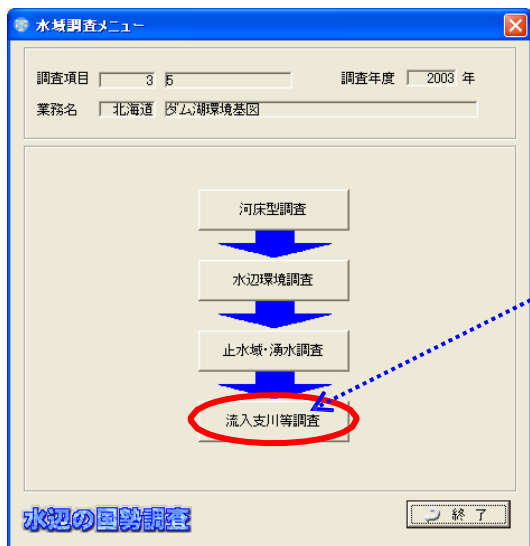 水域調査メニュー
調査項目 3 5 調査年度 2003 年
業務名 北海道 ダム湖環境基図
河床型調査
水辺環境調査
止水域・湧水調査
流入支川等調査
水辺の国勢調査 終 了